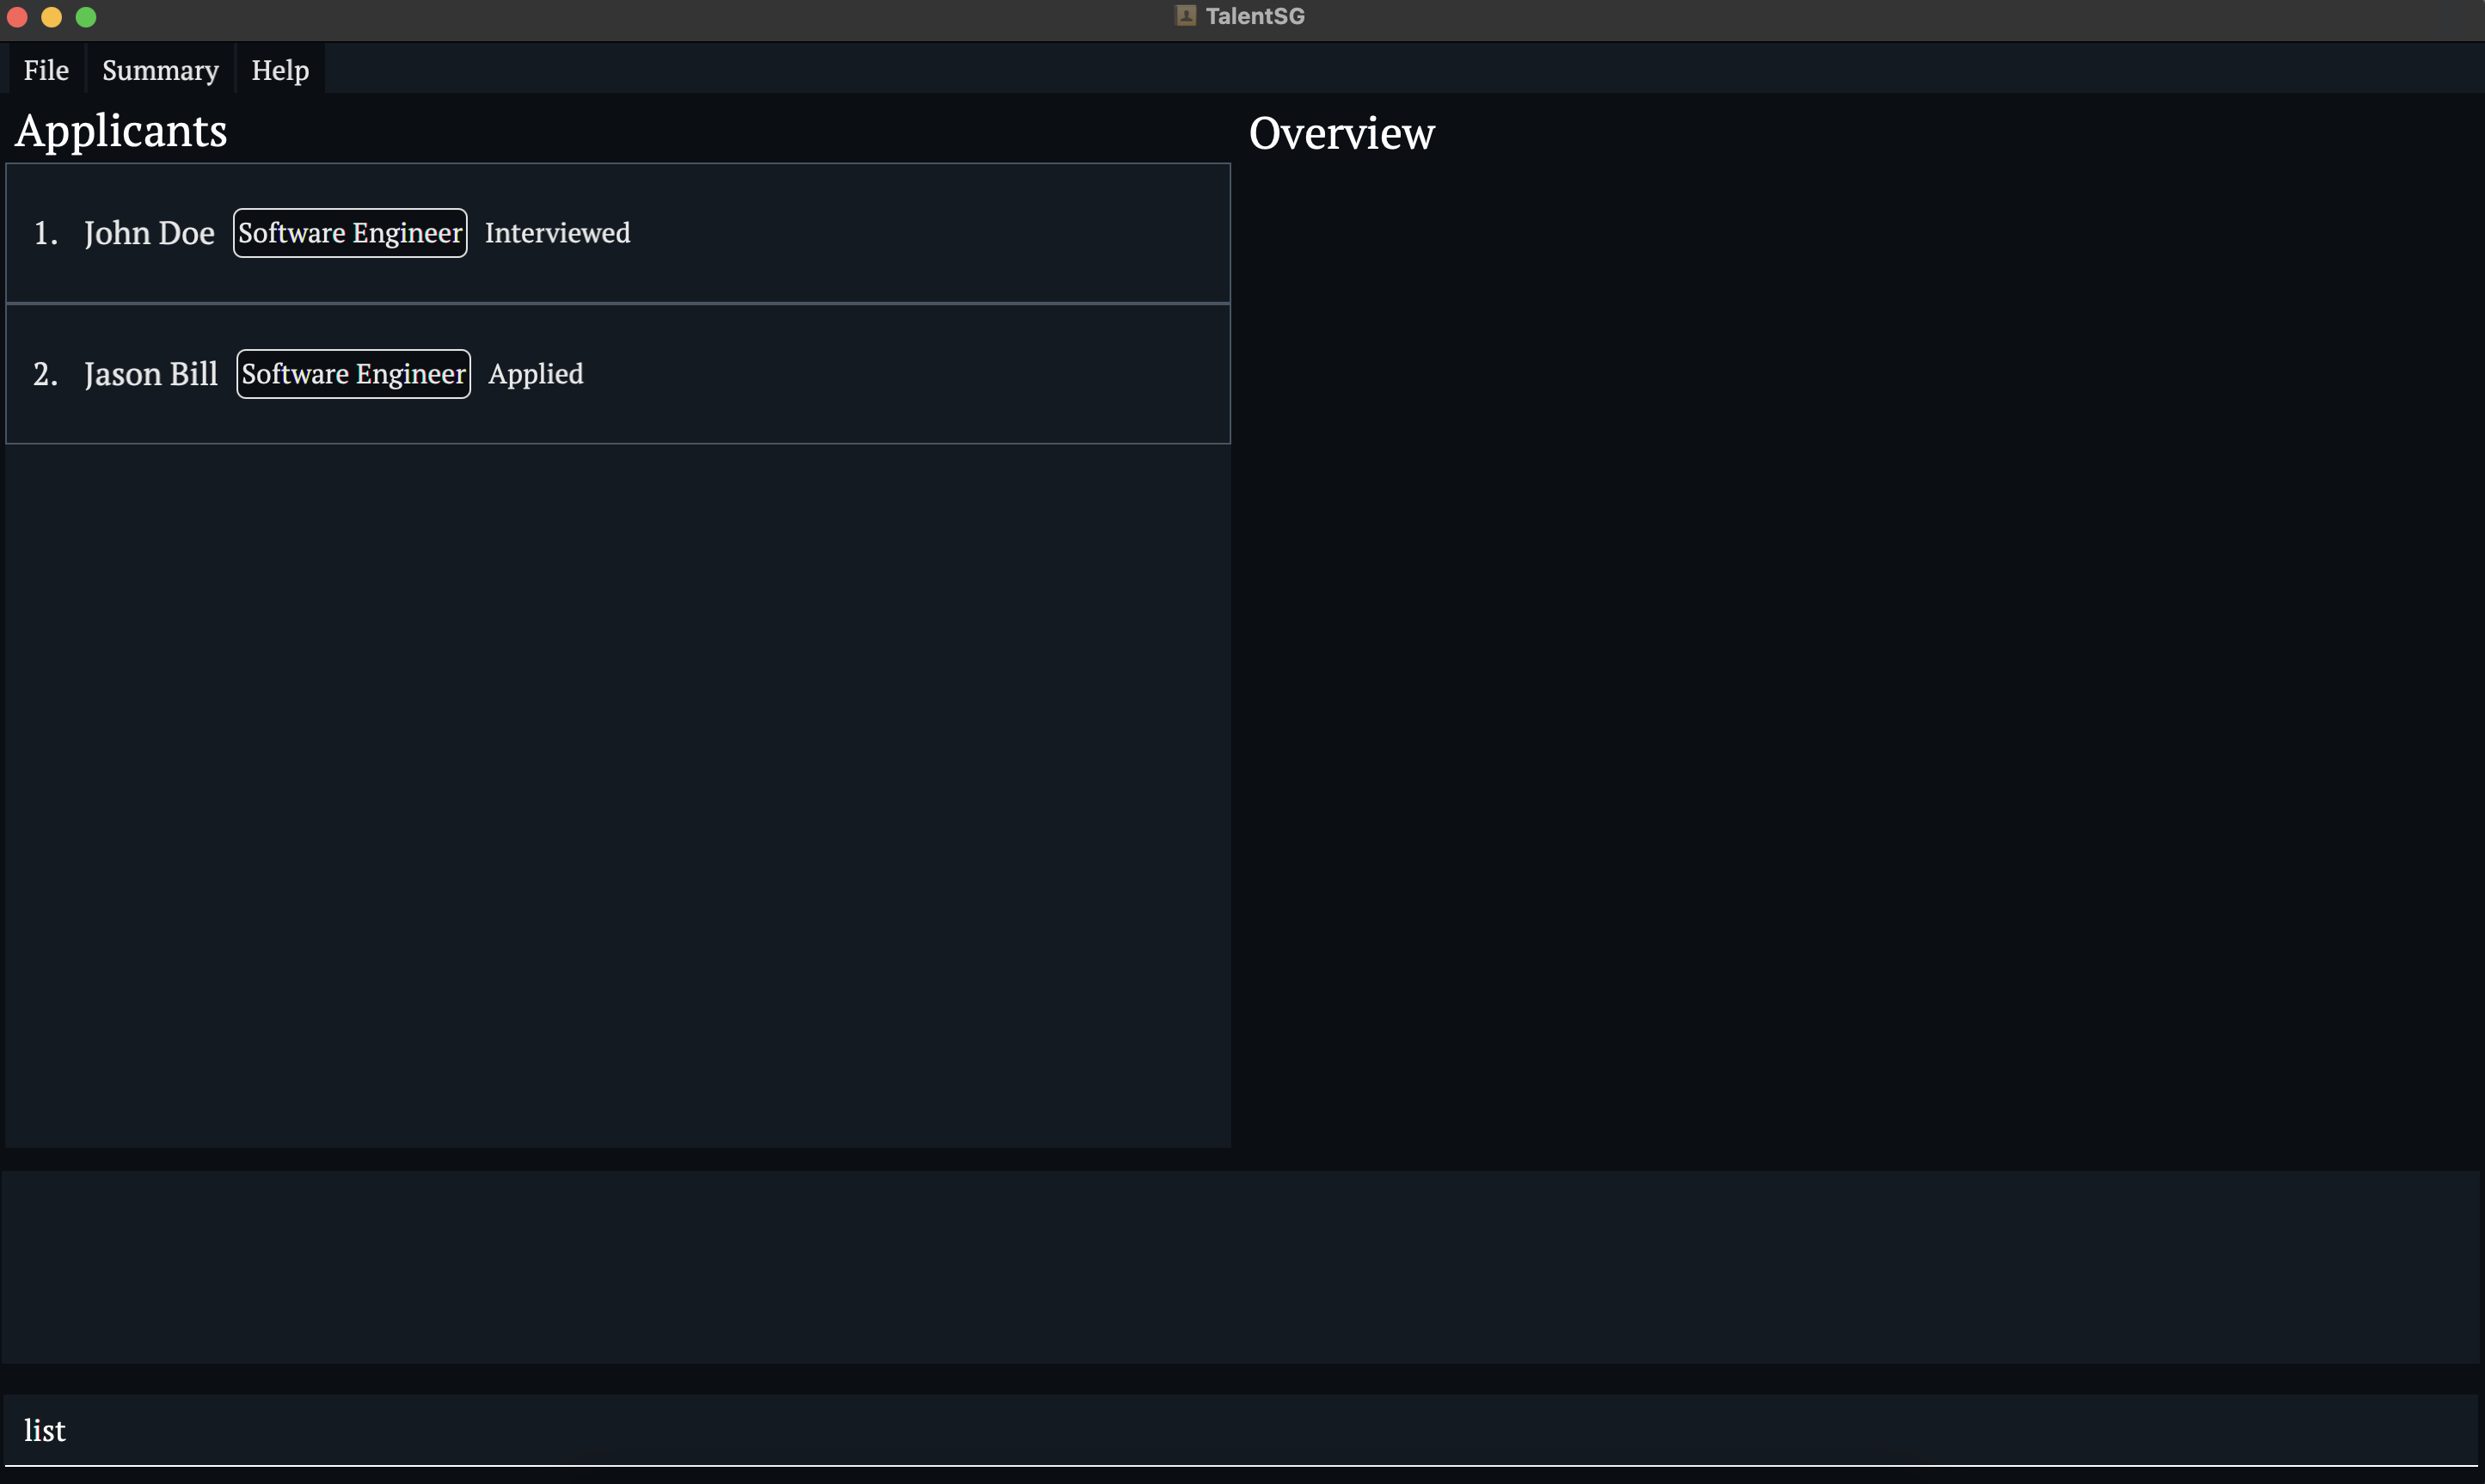 TalentSG
File Summary Help
Applicants
Overview
1. John Doe Software Engineer Interviewed
2. Jason Bill Software Engineer Applied
list